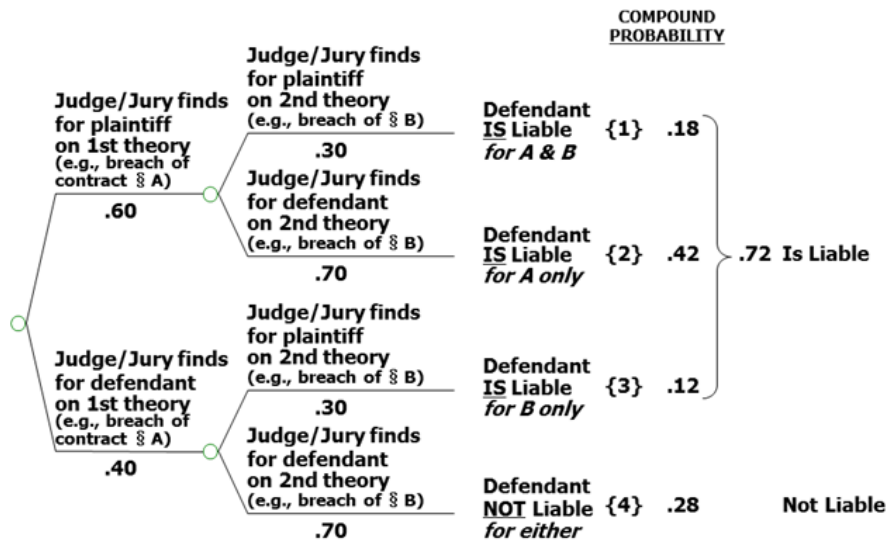 COMPOUND
PROBABILITY
Judge/Jury finds
for plaintiff
on 1st theory
(e.g., breach of
contract § A)
.60
Judge/Jury finds
for plaintiff
on 2nd theory
(e.g., breach of § B)
.30
Defendant
IS Liable
for A & B
{1} .18
Judge/Jury finds
for defendant
on 2nd theory
(e.g., breach of § B)
.70
Defendant
IS Liable
for A only
{2} .42
.72 Is Liable
Judge/Jury finds
for defendant
on 1st theory
(e.g., breach of
contract § A)
.40
Judge/Jury finds
for plaintiff
on 2nd theory
(e.g., breach of § B)
.30
Defendant
IS Liable
for B only
{3} .12
Judge/Jury finds
for defendant
on 2nd theory
(e.g., breach of § B)
.70
Defendant
NOT Liable
for either
{4} .28
Not Liable